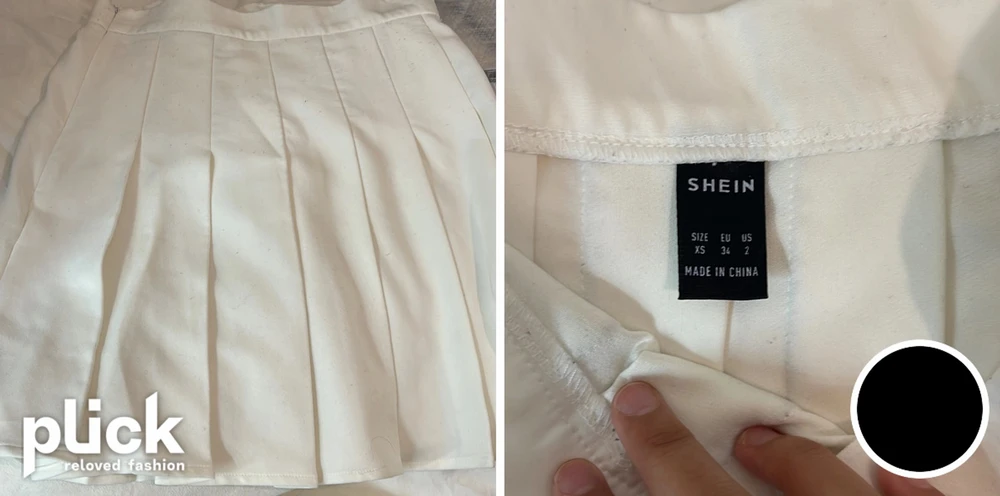 plick
reloved fashion
SHEIN
SIZE EU US
XS 34 2
MADE IN CHINA